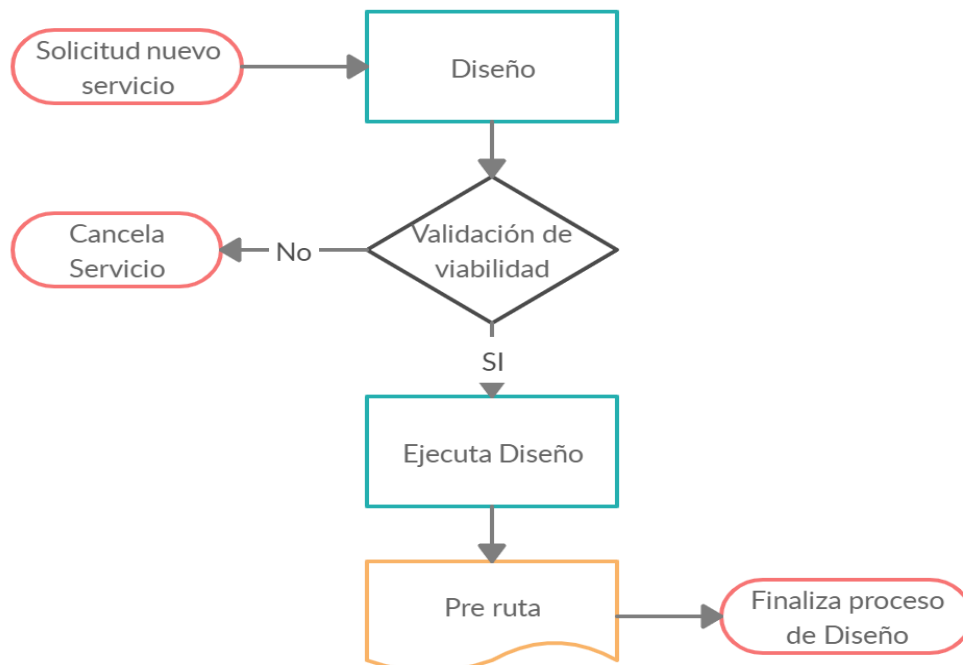 Solicitud nuevo
servicio
Diseño
Cancela
Servicio
No
Validación de
viabilidad
SI
Ejecuta Diseño
Pre ruta
Finaliza proceso
de Diseño